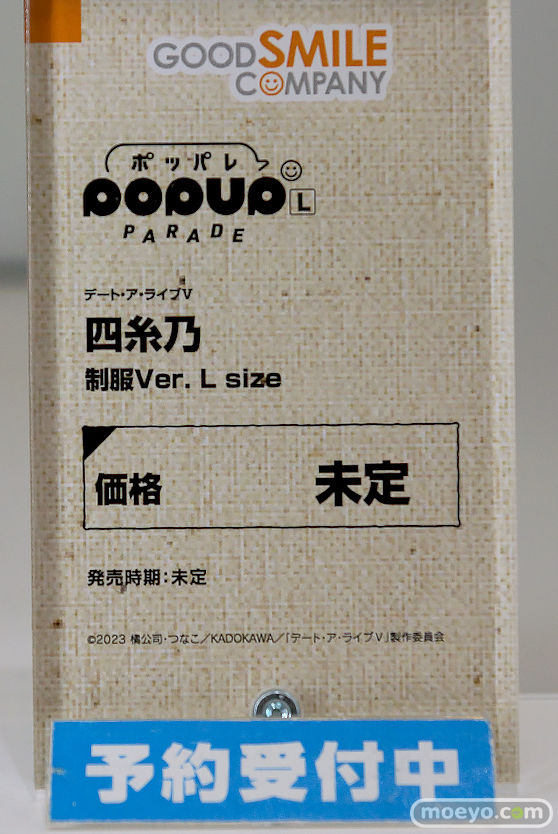 GOOD SMILE
COMPANY
ポッパレ
POPUP L
PARADE
デート・ア・ライブⅤ
四糸乃
制服Ver. L size
価格 未定
発売時期：未定
©2023 橘公司・つなこ／KADOKAWA／「デート・ア・ライブⅤ」製作委員会
予約受付中
moeyo.com